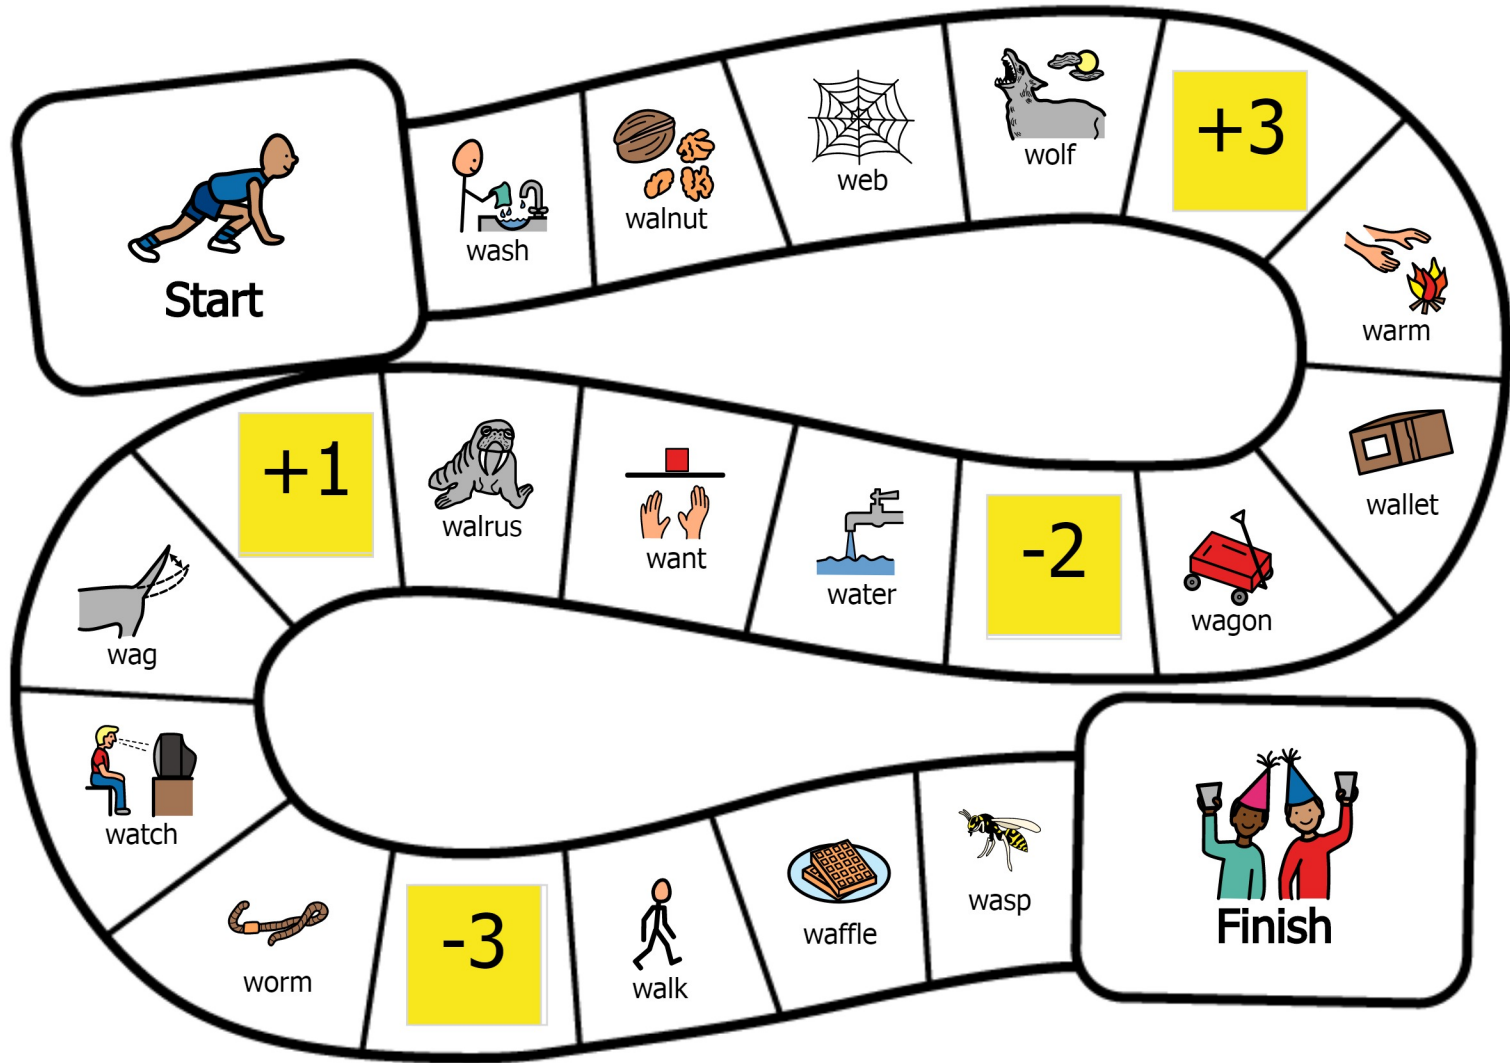 Start
wash
walnut
web
wolf
+3
warm
wallet
wagon
-2
water
want
walrus
+1
wag
watch
worm
-3
walk
waffle
wasp
Finish